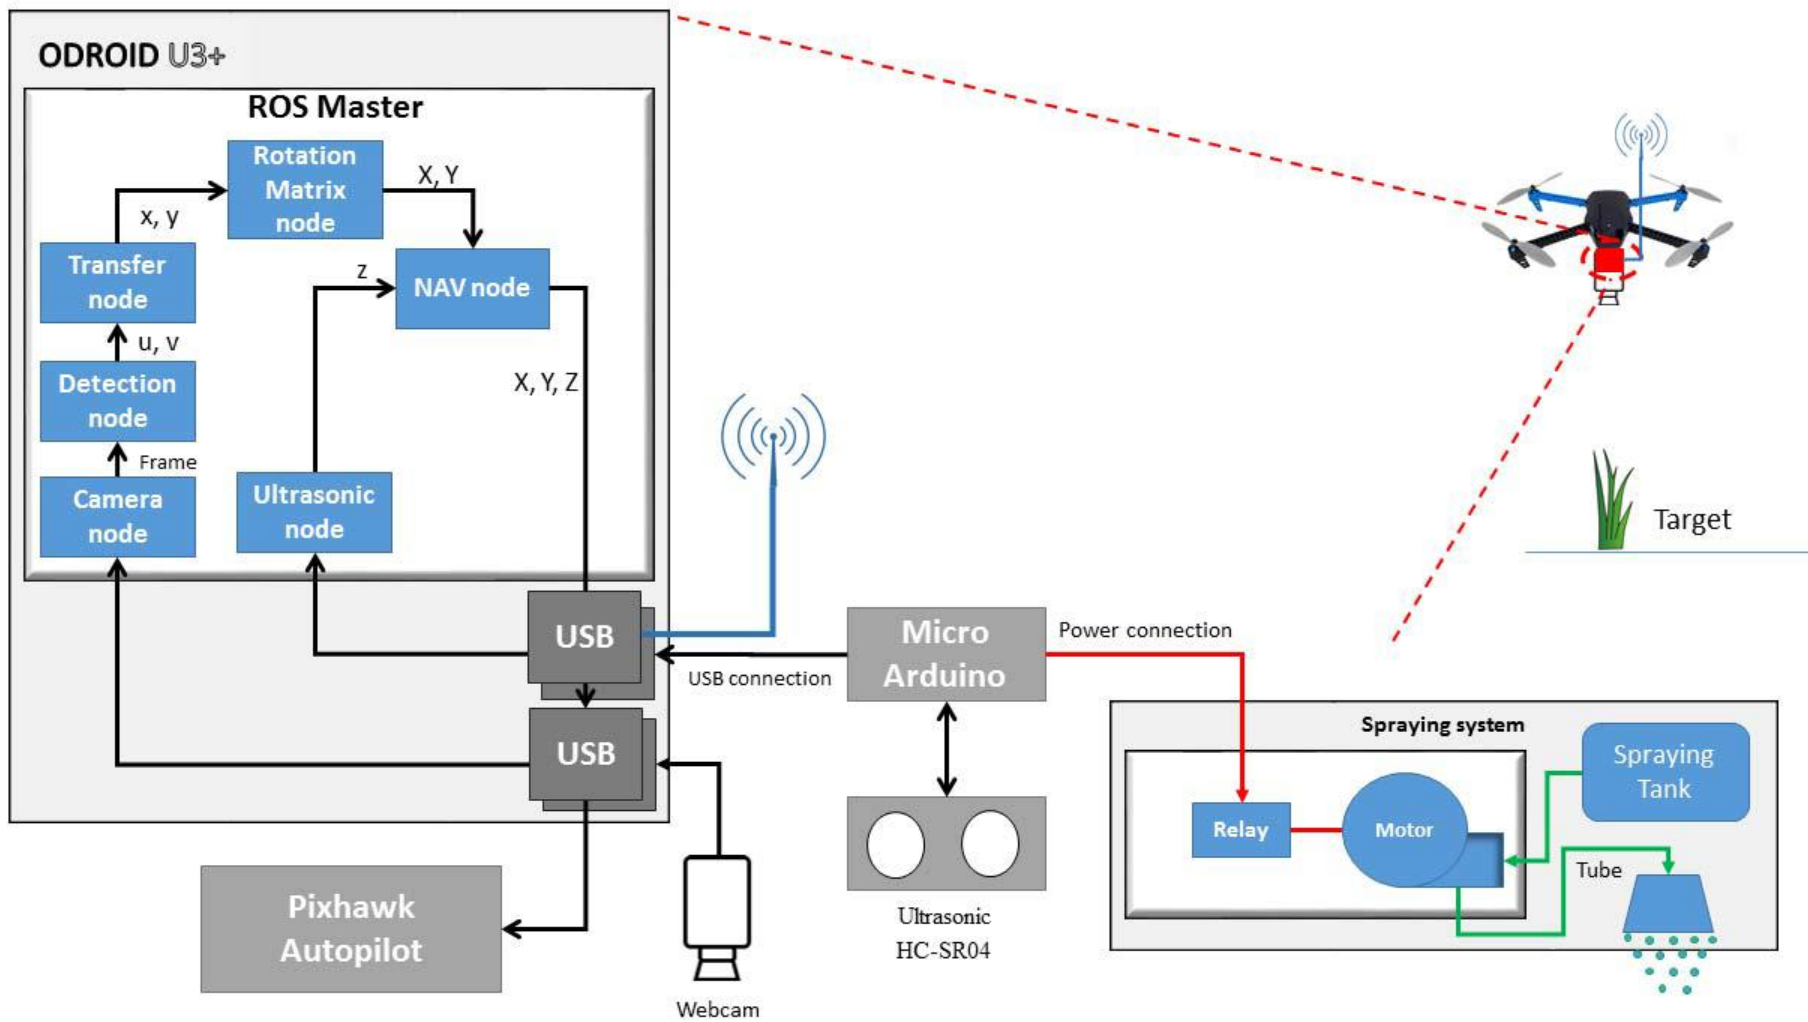 ODROID U3+
ROS Master
Rotation
Matrix
node
X, Y
x, y
Transfer
node
z
NAV node
u, v
Detection
node
X, Y, Z
Frame
Camera
node
Ultrasonic
node
USB
USB connection
Micro
Arduino
Power connection
USB
Target
Spraying system
Spraying
Tank
Relay
Motor
Tube
Pixhawk
Autopilot
Ultrasonic
HC-SR04
Webcam